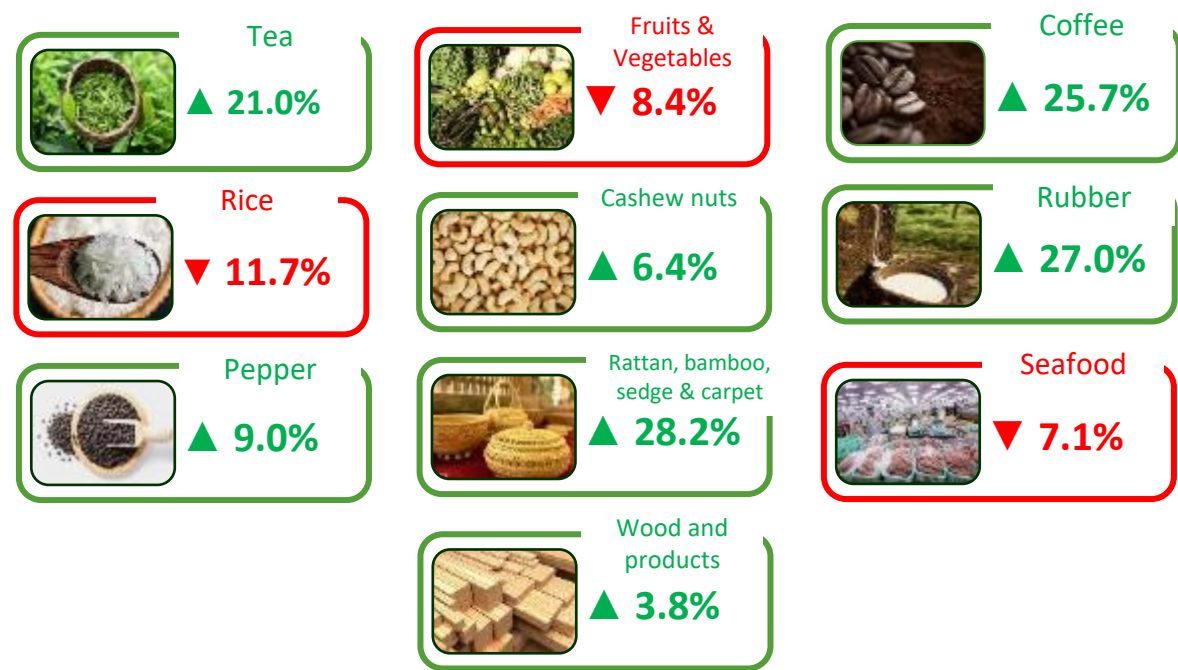 Tea
▲ 21.0%
Fruits &
Vegetables
▼ 8.4%
Coffee
▲ 25.7%
Rice
▼ 11.7%
Cashew nuts
▲ 6.4%
Rubber
▲ 27.0%
Pepper
▲ 9.0%
Rattan, bamboo,
sedge & carpet
▲ 28.2%
Seafood
▼ 7.1%
Wood and
products
▲ 3.8%